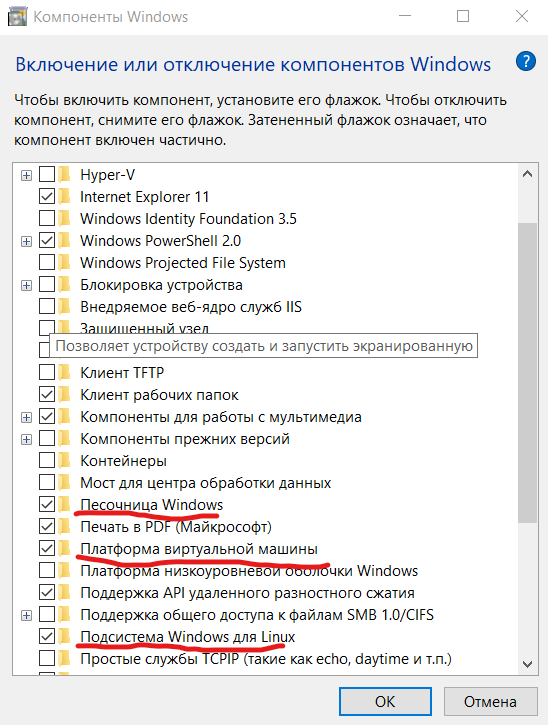 Компоненты Windows
Включение или отключение компонентов Windows
?
Чтобы включить компонент, установите его флажок. Чтобы отключить
компонент, снимите его флажок. Затененный флажок означает, что
компонент включен частично.
Hyper-V
Internet Explorer 11
Windows Identity Foundation 3.5
Windows PowerShell 2.0
Windows Projected File System
Блокировка устройства
Внедряемое веб-ядро служб IIS
Защищенный узел
Позволяет устройству создать и запустить экранированную
Клиент TFTP
Клиент рабочих папок
Компоненты для работы с мультимедиа
Компоненты прежних версий
Контейнеры
Мост для центра обработки данных
Песочница Windows
Печать в PDF (Майкрософт)
Платформа виртуальной машины
Платформа низкоуровневой оболочки Windows
Поддержка API удаленного разностного сжатия
Поддержка общего доступа к файлам SMB 1.0/CIFS
Подсистема Windows для Linux
Простые службы TCPIP (такие как echo, daytime и т.п.)
ОК
Отмена